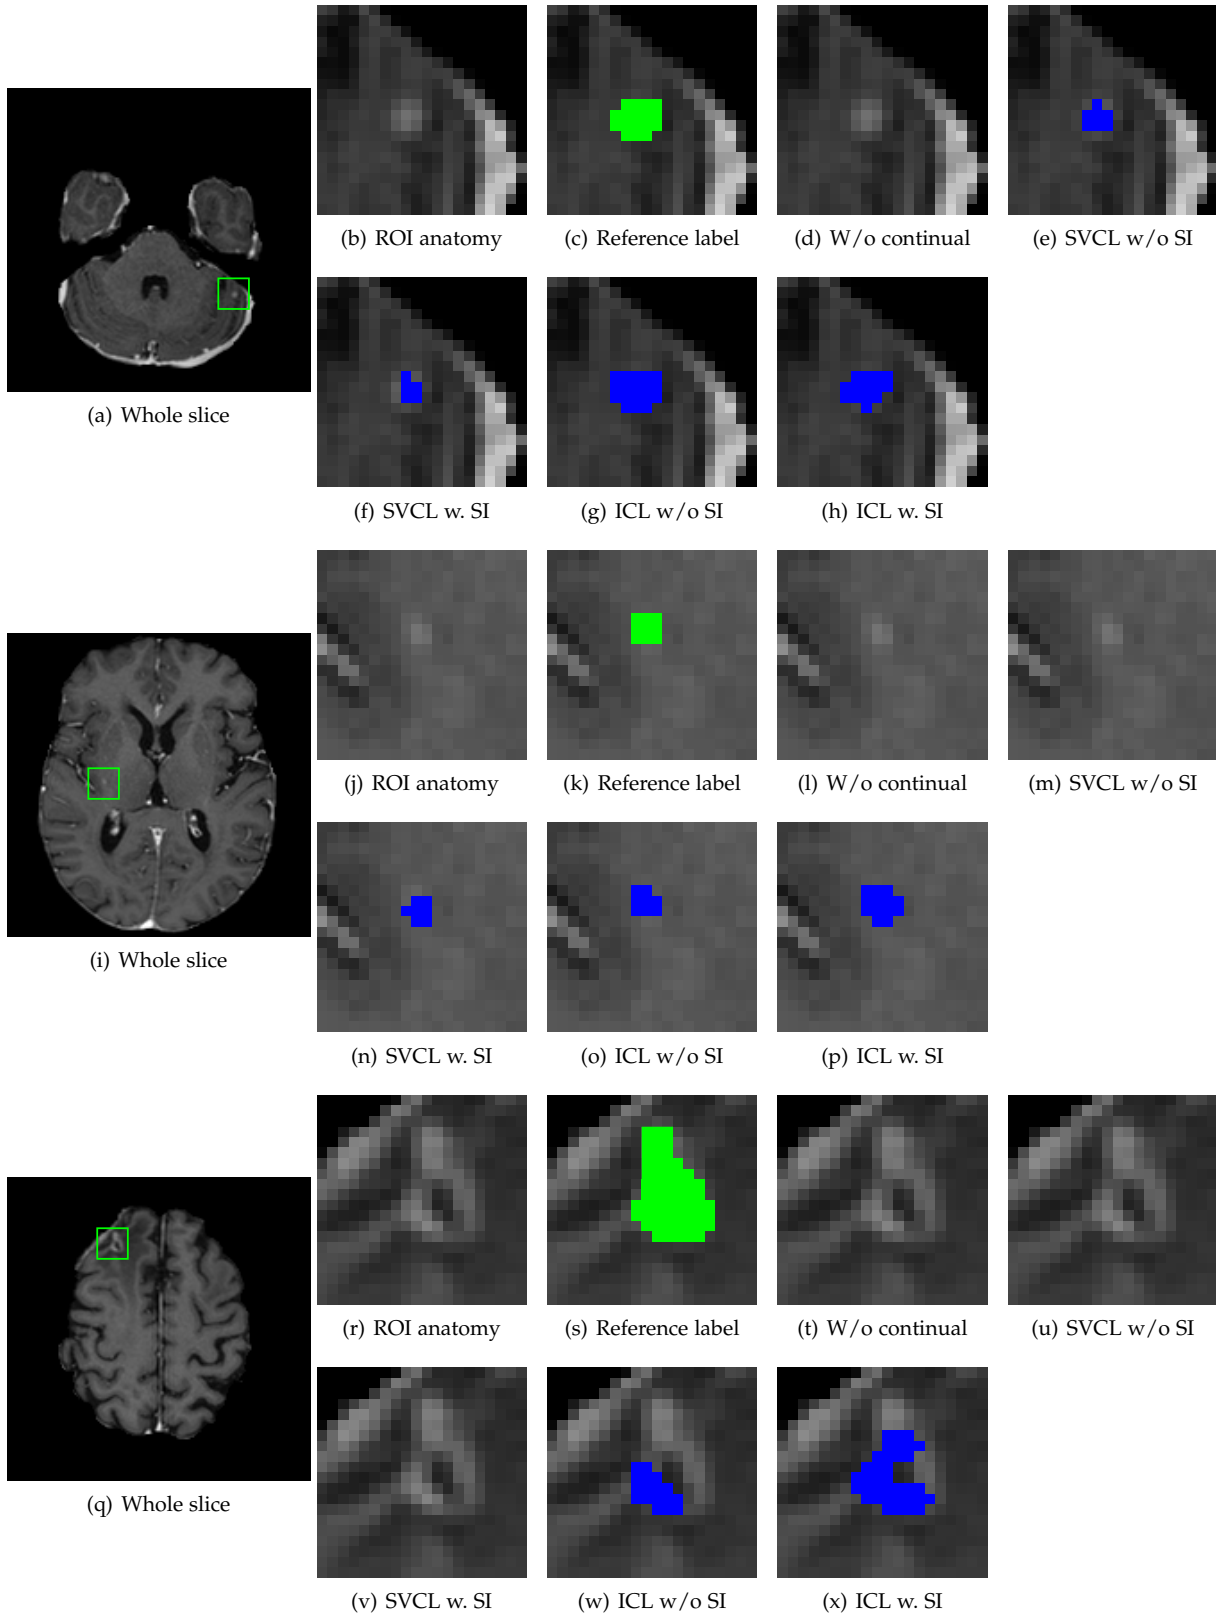 (b) ROI anatomy
(c) Reference label
(d) W/o continual
(e) SVCL w/o SI
(a) Whole slice
(f) SVCL w. SI
(g) ICL w/o SI
(h) ICL w. SI
(j) ROI anatomy
(k) Reference label
(l) W/o continual
(m) SVCL w/o SI
(i) Whole slice
(n) SVCL w. SI
(o) ICL w/o SI
(p) ICL w. SI
(r) ROI anatomy
(s) Reference label
(t) W/o continual
(u) SVCL w/o SI
(q) Whole slice
(v) SVCL w. SI
(w) ICL w/o SI
(x) ICL w. SI